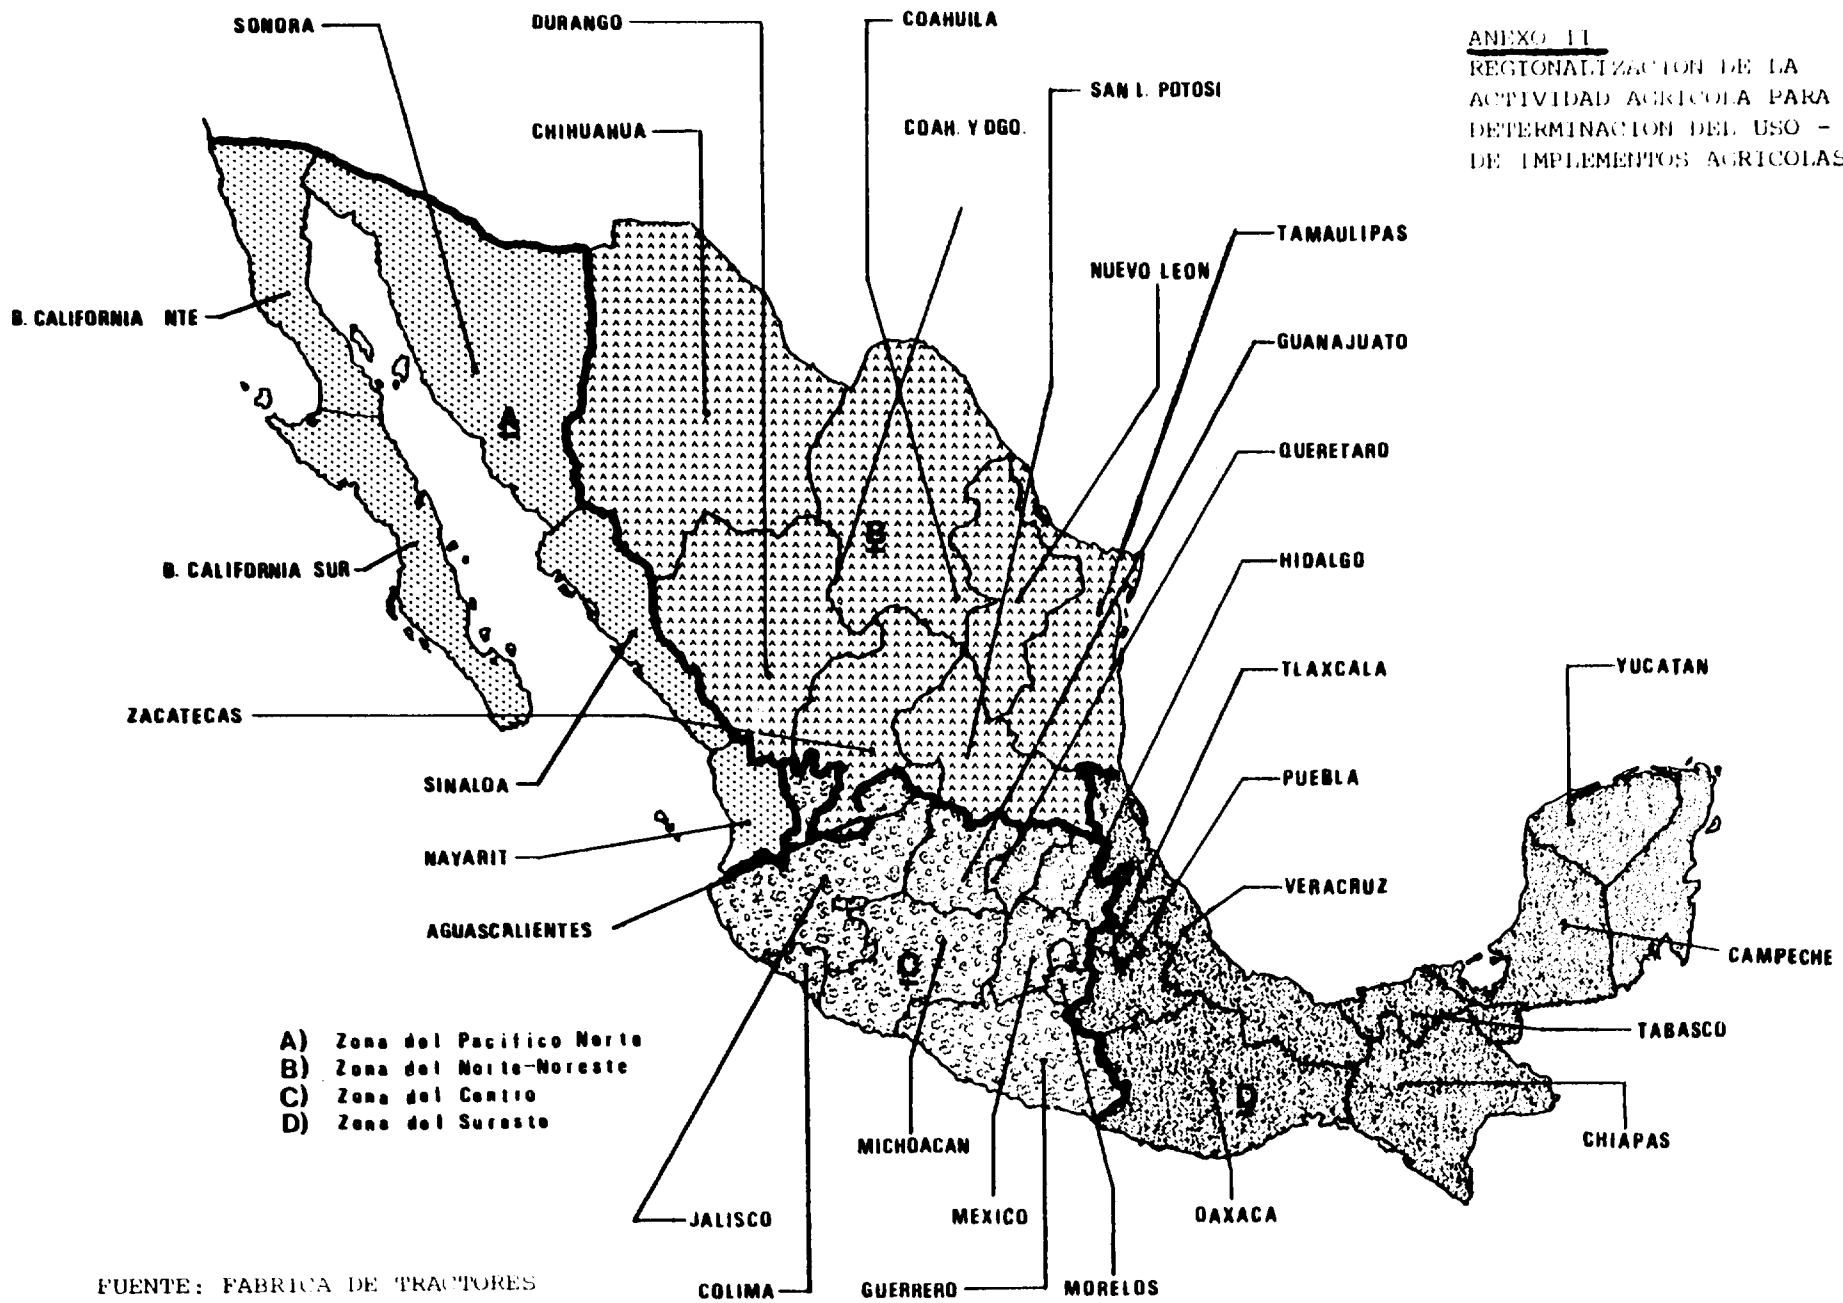 ANEXO II
REGIONALIZACION DE LA
ACTIVIDAD AGRICOLA PARA
DETERMINACION DEL USO -
DE IMPLEMENTOS AGRICOLAS
SONORA
DURANGO
COAHUILA
SAN L. POTOSI
CHIHUAHUA
COAH. Y DGO.
TAMAULIPAS
NUEVO LEON
B. CALIFORNIA NTE
GUANAJUATO
A
QUERETARO
B
HIDALGO
B. CALIFORNIA SUR
TLAXCALA
YUCATAN
ZACATECAS
SINALOA
PUEBLA
NAYARIT
VERACRUZ
AGUASCALIENTES
CAMPECHE
C
TABASCO
A) Zona del Pacifico Norte
B) Zona del Norte-Noreste
C) Zona del Centro
D) Zona del Sureste
D
CHIAPAS
MICHOACAN
JALISCO
MEXICO
OAXACA
COLIMA
GUERRERO
MORELOS
FUENTE: FABRICA DE TRACTORES